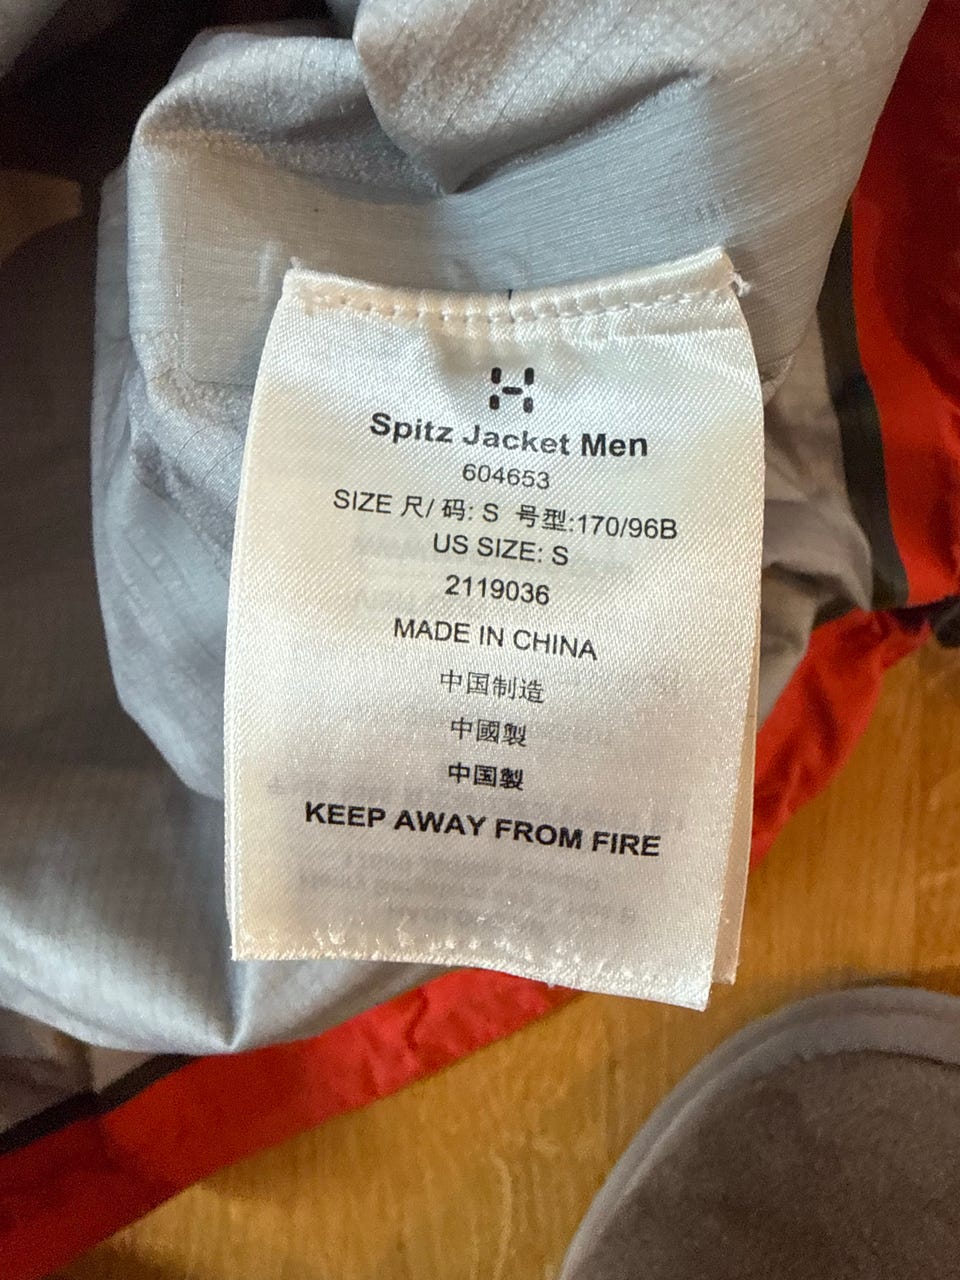 Spitz Jacket Men
604653
SIZE 尺/ 码: S 号型:170/96B
US SIZE: S
2119036
MADE IN CHINA
中国制造
中國製
中国製
KEEP AWAY FROM FIRE